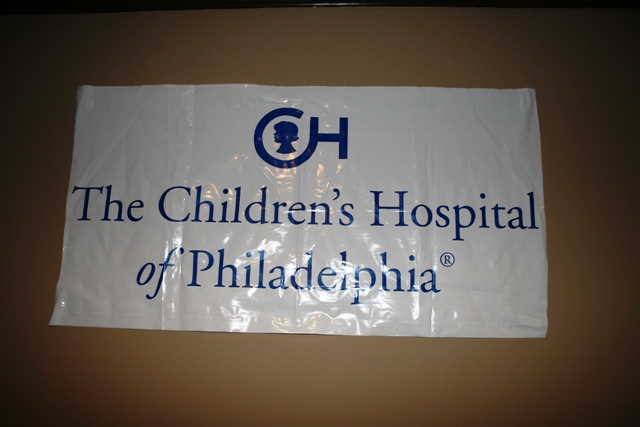 CH
The Children's Hospital
of Philadelphia®